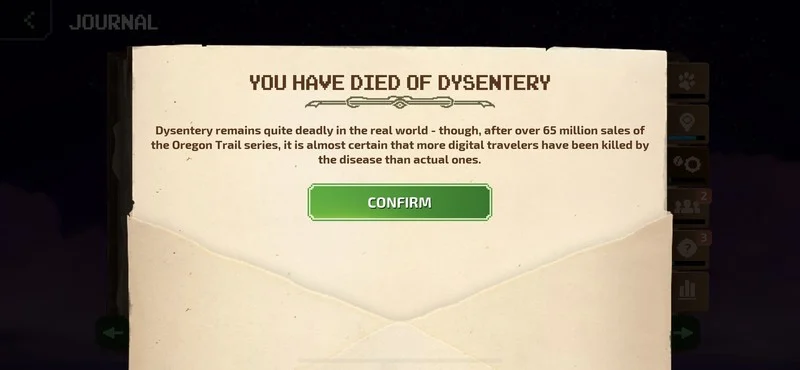 JOURNAL
YOU HAVE DIED OF DYSENTERY
Dysentery remains quite deadly in the real world - though, after over 65 million sales of
the Oregon Trail series, it is almost certain that more digital travelers have been killed by
the disease than actual ones.
CONFIRM
2
3